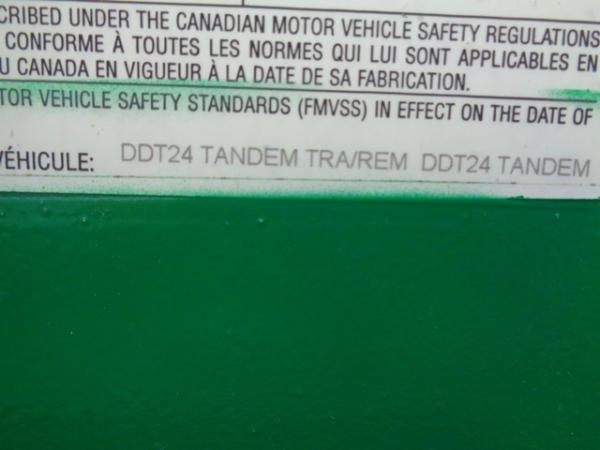 CRIBED UNDER THE CANADIAN MOTOR VEHICLE SAFETY REGULATIONS
CONFORME À TOUTES LES NORMES QUI LUI SONT APPLICABLES EN
U CANADA EN VIGUEUR À LA DATE DE SA FABRICATION.
TOR VEHICLE SAFETY STANDARDS (FMVSS) IN EFFECT ON THE DATE OF
VÉHICULE: DDT24 TANDEM TRA/REM DDT24 TANDEM